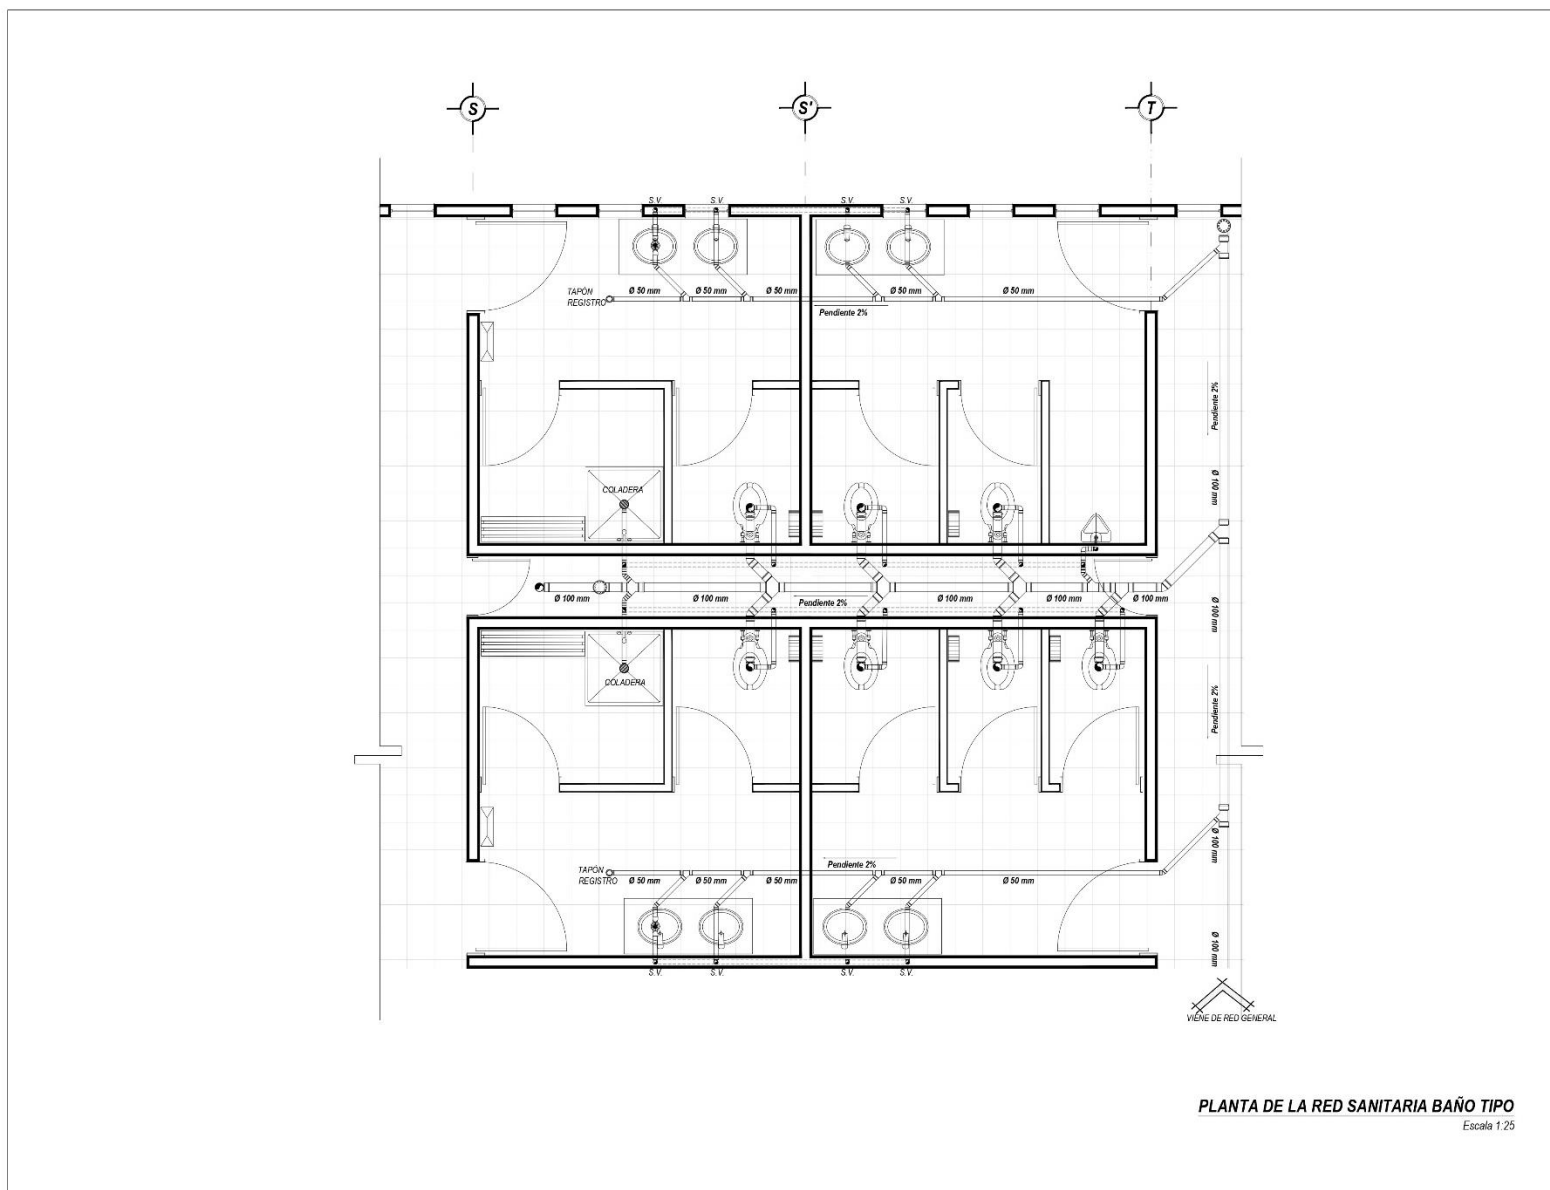 S S' T
S.V. S.V. S.V. S.V.
TAPÓN
REGISTRO
Ø 50 mm Ø 50 mm Ø 50 mm Ø 50 mm Ø 50 mm
Pendiente 2%
Pendiente 2%
COLADERA
Ø 100 mm
Ø 100 mm Ø 100 mm Pendiente 2% Ø 100 mm Ø 100 mm Ø 100 mm
Ø 100 mm
COLADERA
Pendiente 2%
Ø 100 mm
Pendiente 2%
TAPÓN
REGISTRO
Ø 50 mm Ø 50 mm Ø 50 mm Ø 50 mm Ø 50 mm
Ø 100 mm
S.V. S.V. S.V. S.V.
VIENE DE RED GENERAL
PLANTA DE LA RED SANITARIA BAÑO TIPO
Escala 1:25